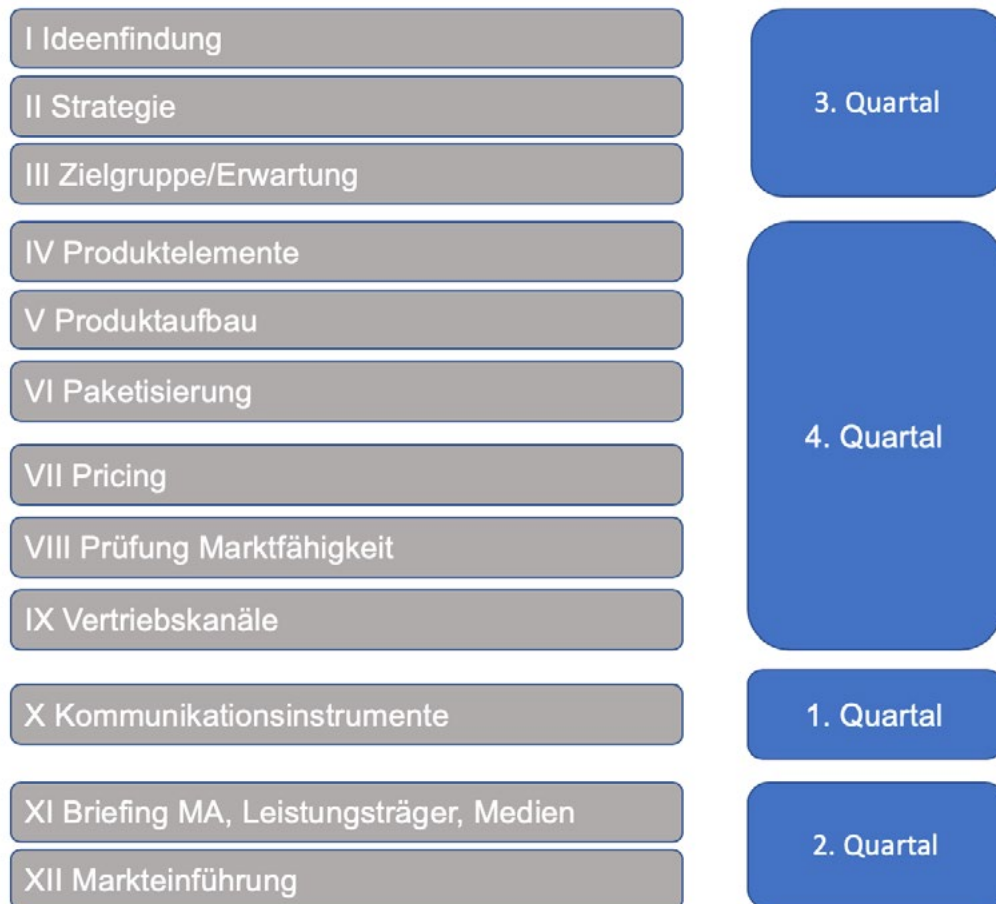 I Ideenfindung
II Strategie
III Zielgruppe/Erwartung
3. Quartal
IV Produktelemente
V Produktaufbau
VI Paketisierung
VII Pricing
VIII Prüfung Marktfähigkeit
IX Vertriebskanäle
4. Quartal
X Kommunikationsinstrumente
1. Quartal
XI Briefing MA, Leistungsträger, Medien
XII Markteinführung
2. Quartal